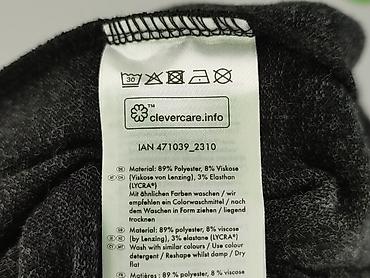 30
™
clevercare.info
IAN 471039_2310
Material: 89% Polyester, 8% Viskose
(Viskose von Lenzing), 3% Elasthan
(LYCRA®)
Mit ähnlichen Farben waschen / wir
empfehlen ein Colorwaschmittel / nach
dem Waschen in Form ziehen / liegend
trocknen
Material: 89% polyester, 8% viscose
(by Lenzing), 3% elastane (LYCRA®)
Wash with similar colours / Use colour
detergent / Reshape whilst damp / Dry
flat
Matières : 89 % polyester, 8 % viscose